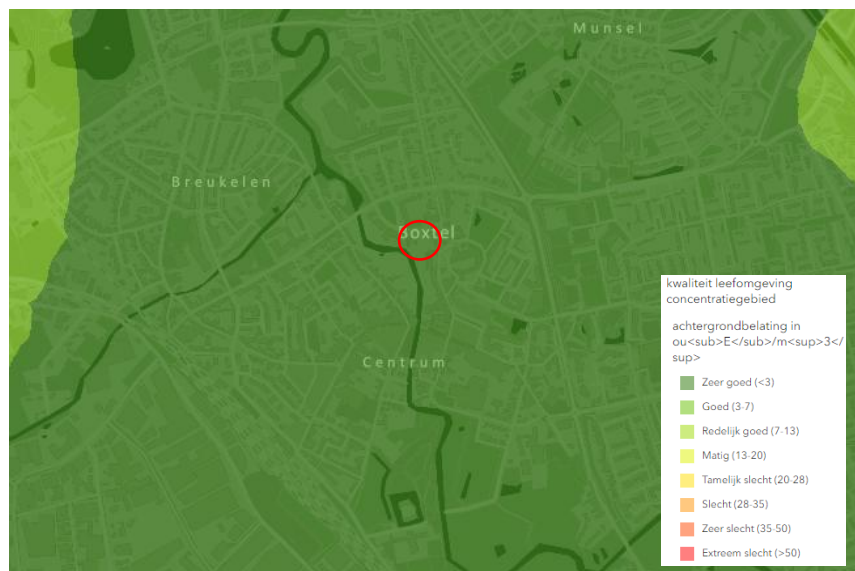 Munsel
Breukelen
Boxtel
Centrum
kwaliteit leefomgeving
concentratiegebied
achtergrondbelating in
ou<sub>E</sub>/m<sup>3</
sup>
Zeer goed (<3)
Goed (3-7)
Redelijk goed (7-13)
Matig (13-20)
Tamelijk slecht (20-28)
Slecht (28-35)
Zeer slecht (35-50)
Extreem slecht (>50)